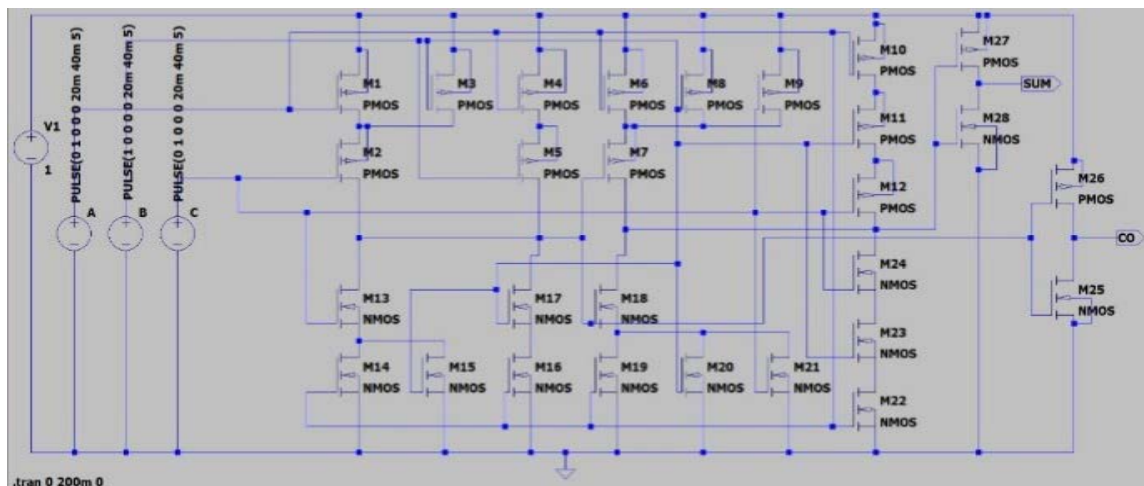 PULSE(0 1 0 0 0 20m 40m 5)
PULSE(1 0 0 0 0 20m 40m 5)
PULSE(0 1 0 0 0 20m 40m 5)
V1
1
A
B
C
M1
PMOS
M3
PMOS
M4
PMOS
M6
PMOS
M8
PMOS
M9
PMOS
M10
PMOS
M27
PMOS
SUM
M2
PMOS
M5
PMOS
M7
PMOS
M11
PMOS
M28
NMOS
M12
PMOS
M26
PMOS
CO
M13
NMOS
M17
NMOS
M18
NMOS
M24
NMOS
M25
NMOS
M14
NMOS
M15
NMOS
M16
NMOS
M19
NMOS
M20
NMOS
M21
NMOS
M23
NMOS
M22
NMOS
.tran 0 200m 0